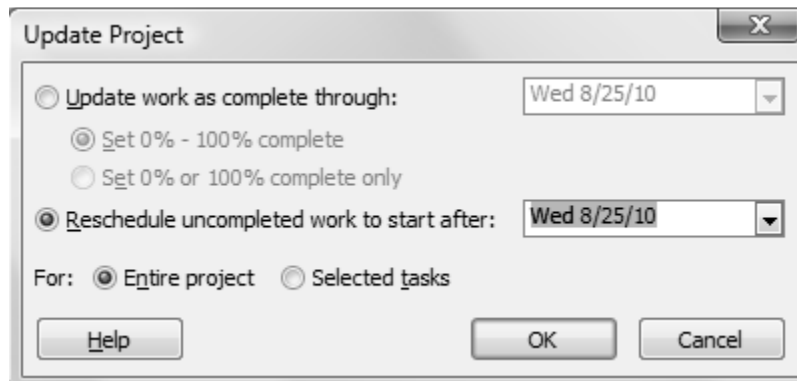 Update Project
X
Update work as complete through: Wed 8/25/10
Set 0% - 100% complete
Set 0% or 100% complete only
Reschedule uncompleted work to start after: Wed 8/25/10
For: Entire project Selected tasks
Help OK Cancel